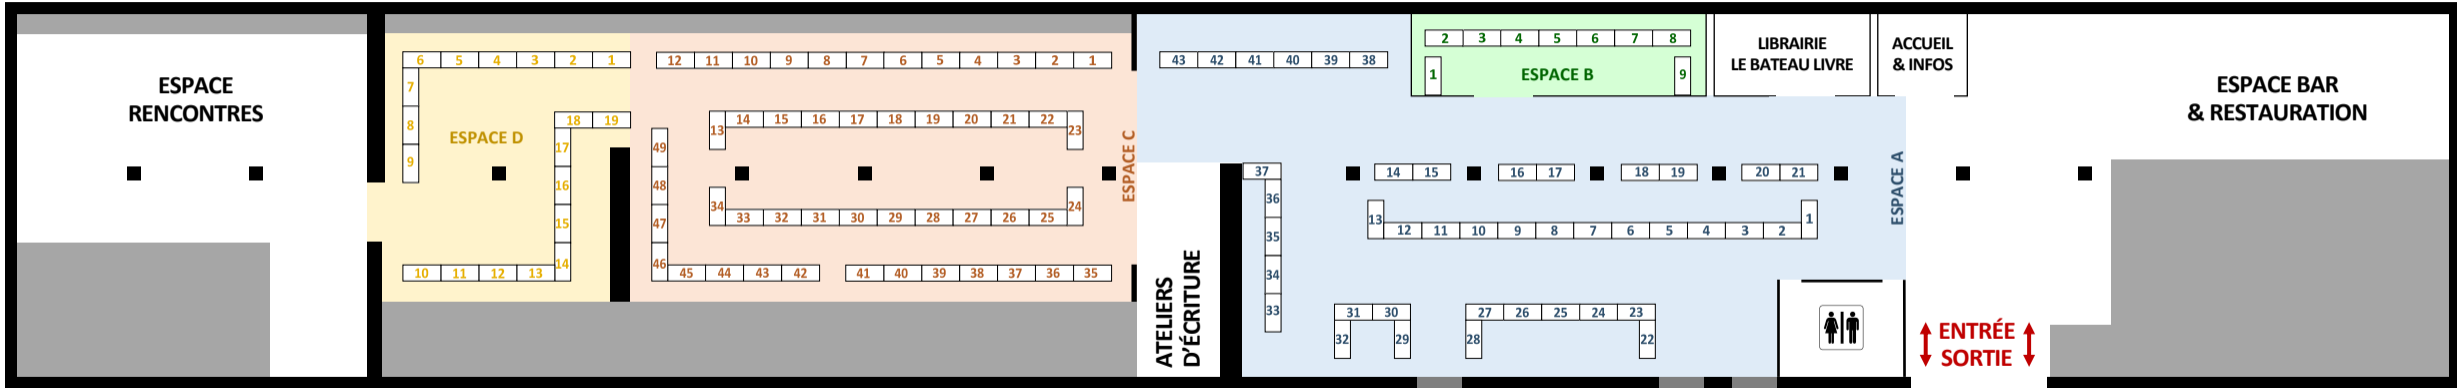 ESPACE
RENCONTRES
6 5 4 3 2 1
7
8
9
ESPACE D
18 19
17
16
15
14
10 11 12 13
12 11 10 9 8 7 6 5 4 3 2 1
13 14 15 16 17 18 19 20 21 22 23
49
48
47
46
34 33 32 31 30 29 28 27 26 25 24
45 44 43 42 41 40 39 38 37 36 35
ESPACE C
43 42 41 40 39 38
2 3 4 5 6 7 8
1 ESPACE B 9
LIBRAIRIE
LE BATEAU LIVRE
ACCUEIL
& INFOS
ESPACE BAR
& RESTAURATION
ATELIERS
D'ÉCRITURE
37
36
35
34
33
14 15 16 17 18 19 20 21
13 12 11 10 9 8 7 6 5 4 3 2 1
ESPACE A
31 30
32 29
27 26 25 24 23
28 22
ENTRÉE
SORTIE